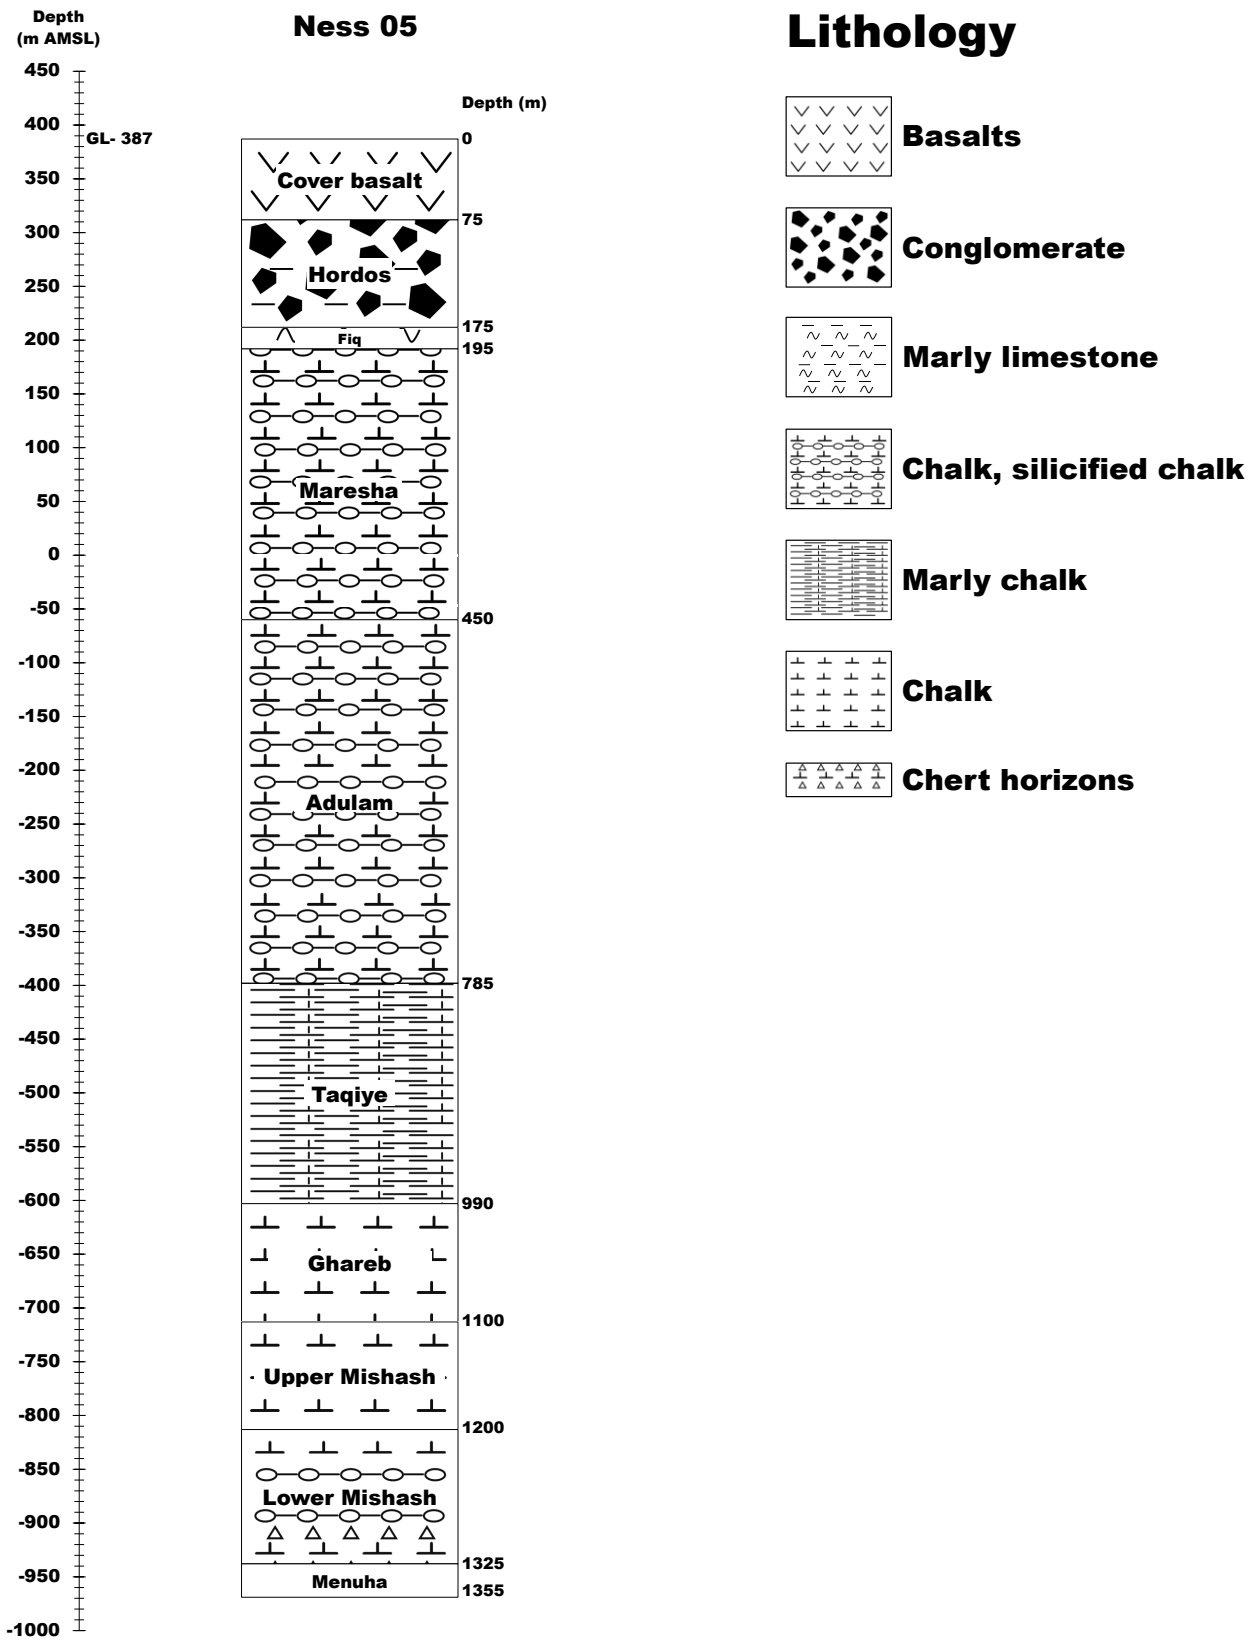 Depth
(m AMSL)
Ness 05
Lithology
450
400
350
300
250
200
150
100
50
0
-50
-100
-150
-200
-250
-300
-350
-400
-450
-500
-550
-600
-650
-700
-750
-800
-850
-900
-950
-1000
GL- 387
Depth (m)
0
Cover basalt
75
Hordos
175
Fiq
195
Maresha
450
Adulam
785
Taqiye
990
Ghareb
1100
Upper Mishash
1200
Lower Mishash
1325
Menuha
1355
Basalts
Conglomerate
Marly limestone
Chalk, silicified chalk
Marly chalk
Chalk
Chert horizons